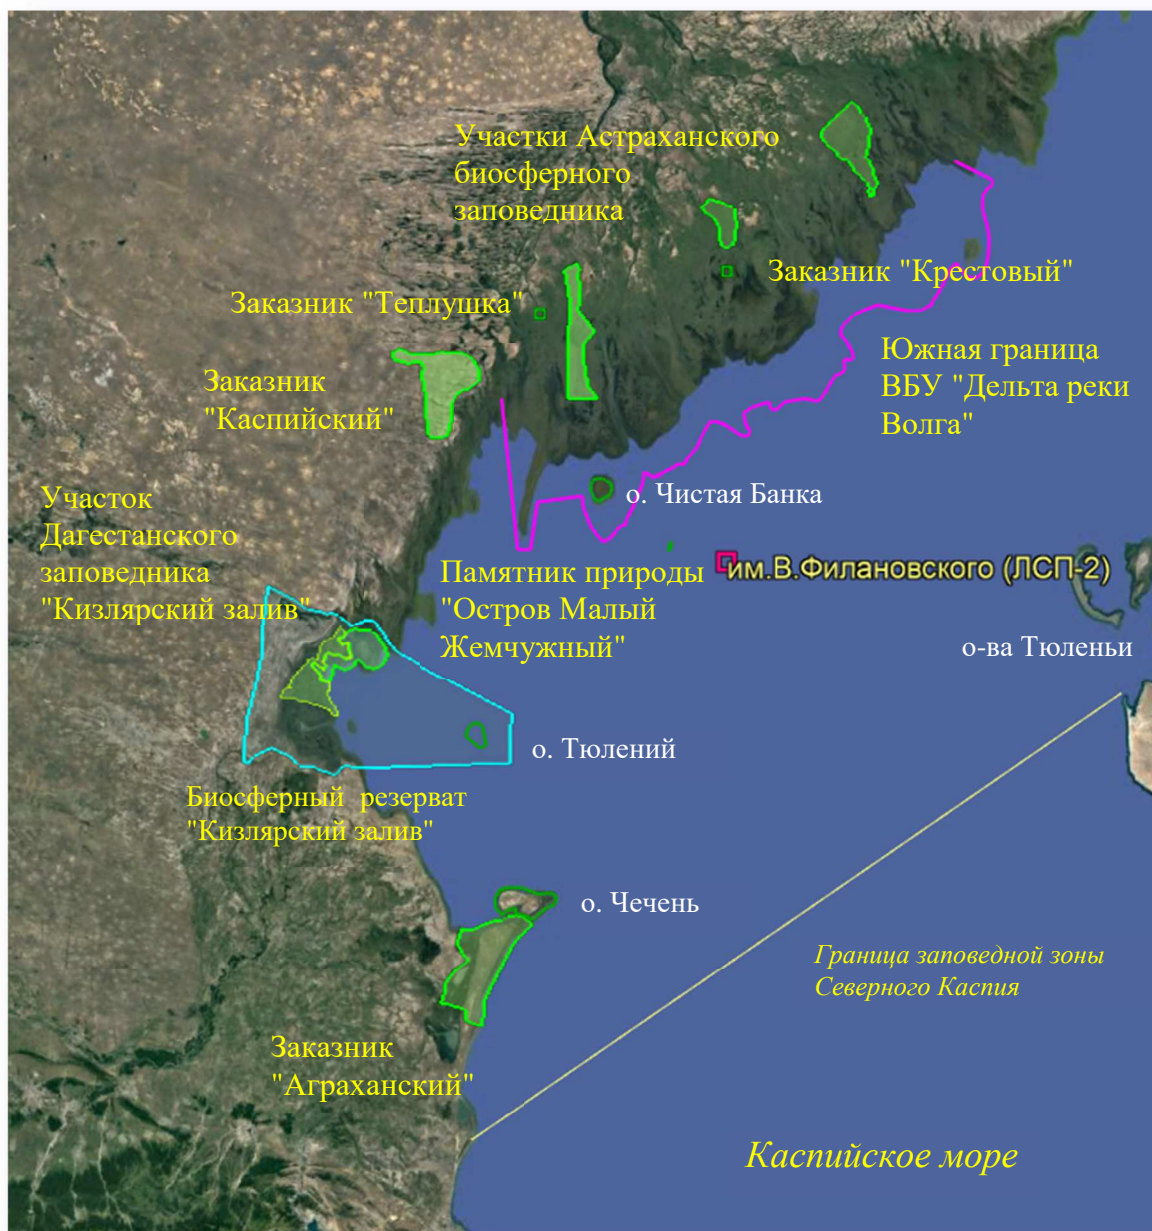 Участки Астраханского
биосферного
заповедника
Заказник "Крестовый"
Заказник "Теплушка"
Южная граница
ВБУ "Дельта реки
Волга"
Заказник
"Каспийский"
о. Чистая Банка
Участок
Дагестанского
заповедника
"Кизлярский залив"
им.В.Филановского (ЛСП-2)
Памятник природы
"Остров Малый
Жемчужный"
о-ва Тюленьи
о. Тюлений
Биосферный резерват
"Кизлярский залив"
о. Чечень
Граница заповедной зоны
Северного Каспия
Заказник
"Аграханский"
Каспийское море